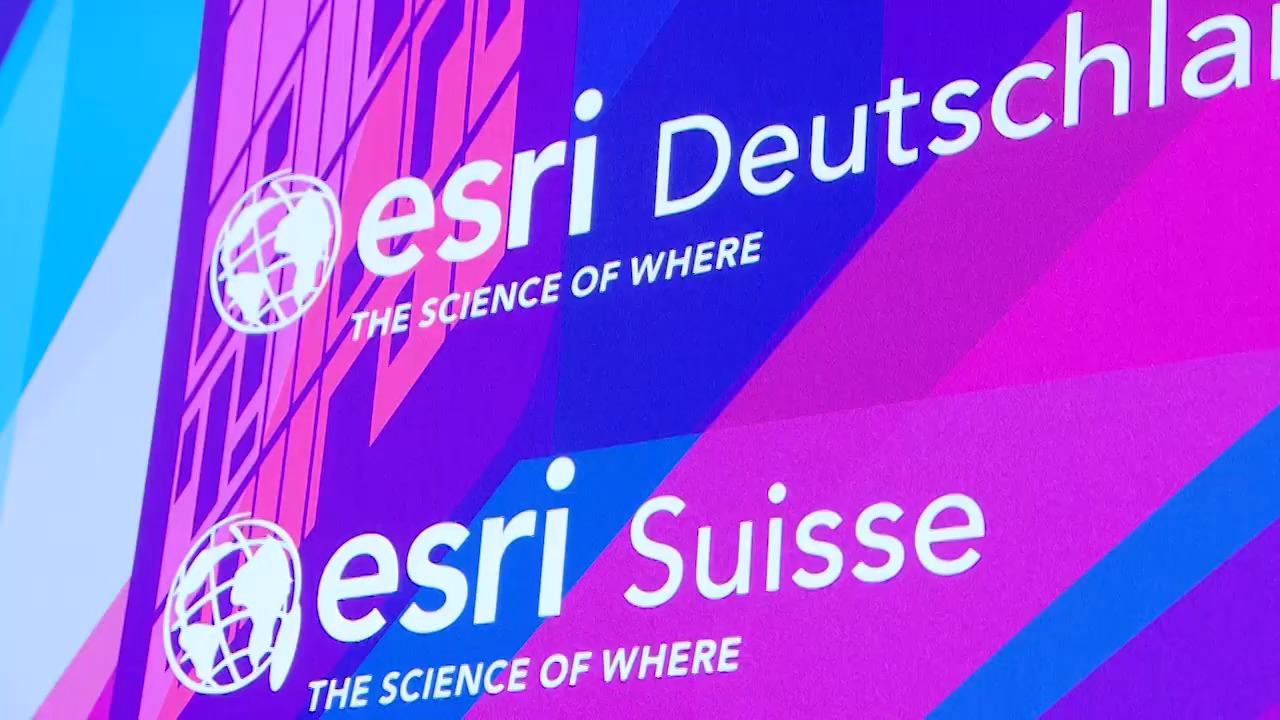 esri Deutschla
THE SCIENCE OF WHERE
esri Suisse
THE SCIENCE OF WHERE